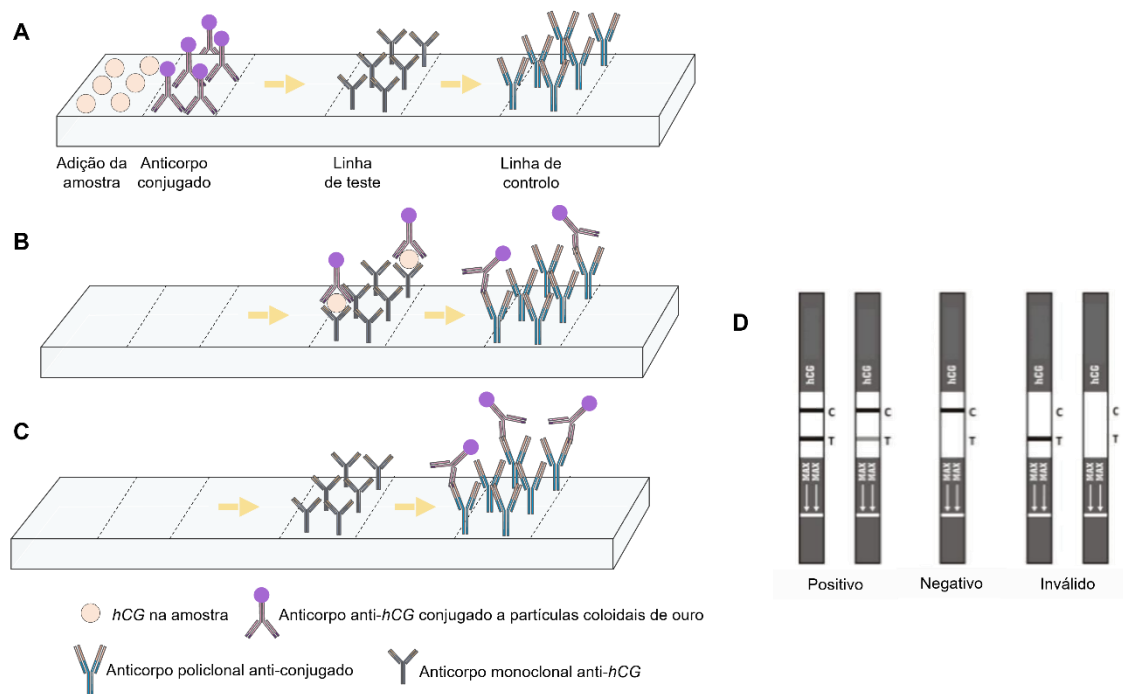 A
Adição da
amostra
Anticorpo
conjugado
Linha
de teste
Linha de
controlo
B
C
hCG na amostra
Anticorpo anti-hCG conjugado a partículas coloidais de ouro
Anticorpo policlonal anti-conjugado
Anticorpo monoclonal anti-hCG
D
hCG
C
T
MAX
MAX
hCG
C
T
MAX
MAX
hCG
C
T
MAX
MAX
hCG
C
T
MAX
MAX
hCG
C
T
MAX
MAX
Positivo
Negativo
Inválido